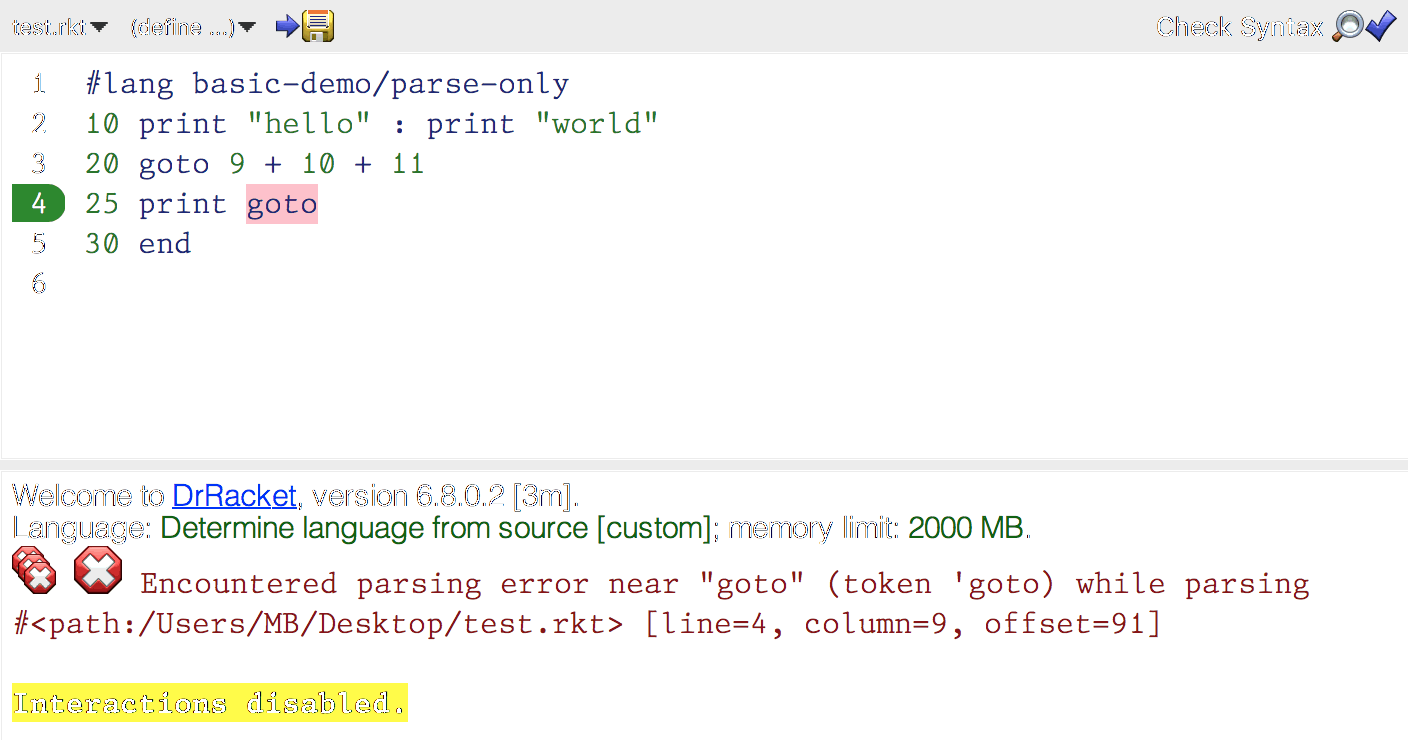 test.rkt (define ...) Check Syntax
1 #lang basic-demo/parse-only
2 10 print "hello" : print "world"
3 20 goto 9 + 10 + 11
4 25 print goto
5 30 end
6
Welcome to DrRacket, version 6.8.0.2 [3m].
Language: Determine language from source [custom]; memory limit: 2000 MB.
Encountered parsing error near "goto" (token 'goto) while parsing
#<path:/Users/MB/Desktop/test.rkt> [line=4, column=9, offset=91]
Interactions disabled.